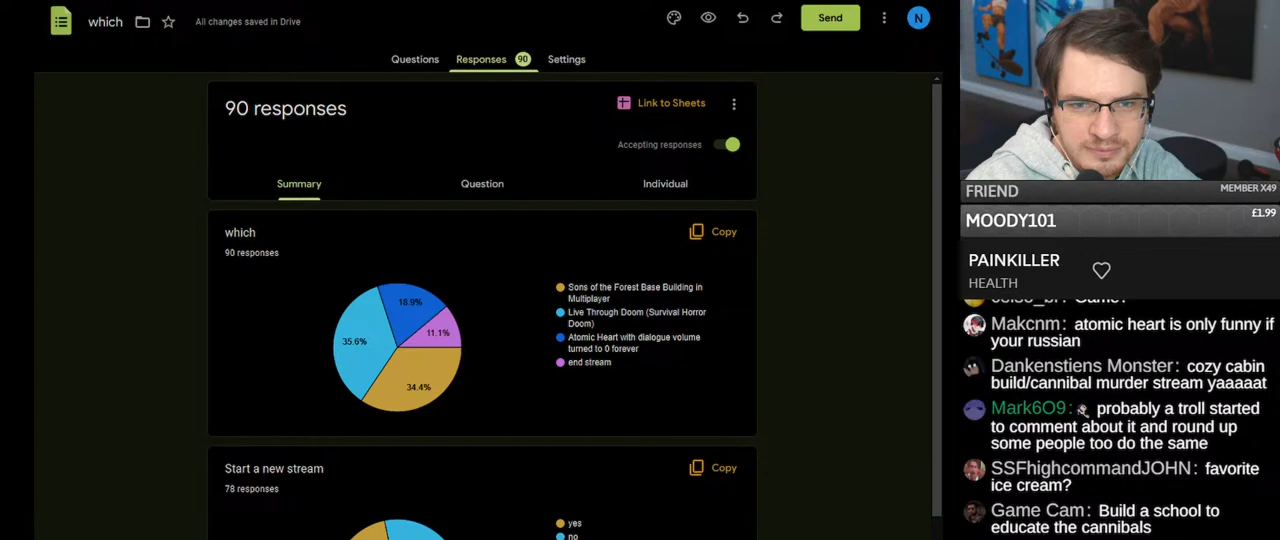 which
All changes saved in Drive
Send
N
Questions
Responses 90
Settings
90 responses
Link to Sheets
Accepting responses
Summary
Question
Individual
which
Copy
90 responses
18.9%
11.1%
35.6%
34.4%
Sons of the Forest Base Building in
Multiplayer
Live Through Doom (Survival Horror
Doom)
Atomic Heart with dialogue volume
turned to 0 forever
end stream
Start a new stream
Copy
78 responses
yes
no
FRIEND
MEMBER X49
MOODY101
£1.99
PAINKILLER
HEALTH
Makcnm: atomic heart is only funny if
your russian
Dankenstiens Monster: cozy cabin
build/cannibal murder stream yaaaaat
Mark6O9: probably a troll started
to comment about it and round up
some people too do the same
SSFhighcommandJOHN: favorite
ice cream?
Game Cam: Build a school to
educate the cannibals